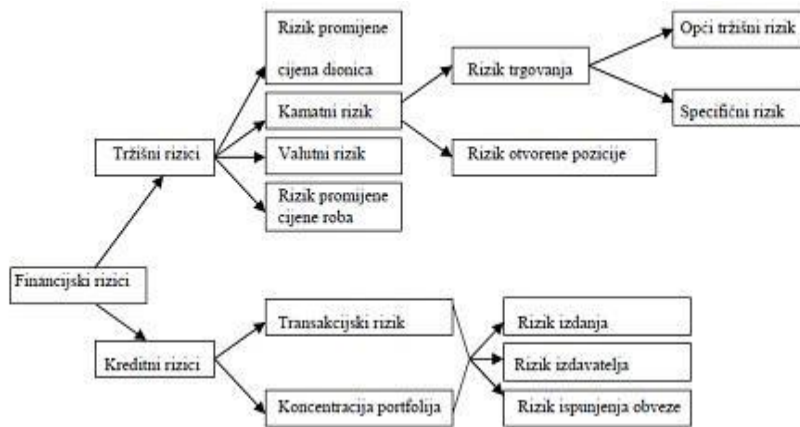 Rizik promijene
cijena dionica
Opći tržišni rizik
Rizik trgovanja
Kamatni rizik
Specifični rizik
Tržišni rizici
Valutni rizik
Rizik otvorene pozicije
Rizik promijene
cijene roba
Financijski rizici
Transakcijski rizik
Rizik izdanja
Kreditni rizici
Rizik izdavatelja
Koncentracija portfolija
Rizik ispunjenja obveze